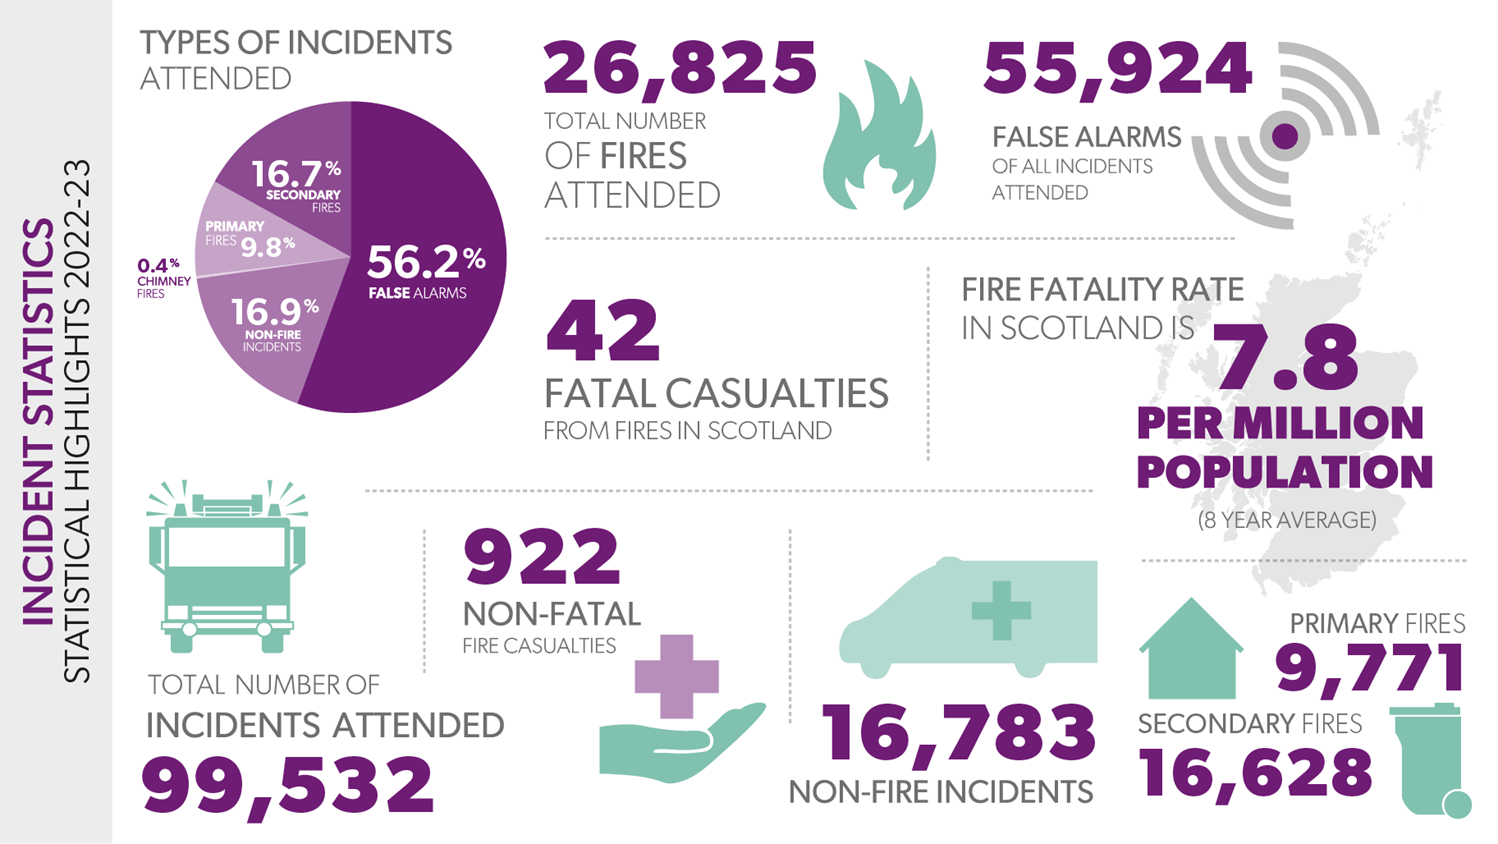 INCIDENT STATISTICS
STATISTICAL HIGHLIGHTS 2022-23
TYPES OF INCIDENTS
ATTENDED
16.7%
SECONDARY
FIRES
PRIMARY
FIRES 9.8%
0.4%
CHIMNEY
FIRES
16.9%
NON-FIRE
INCIDENTS
56.2%
FALSE ALARMS
26,825
TOTAL NUMBER
OF FIRES
ATTENDED
55,924
FALSE ALARMS
OF ALL INCIDENTS
ATTENDED
42
FATAL CASUALTIES
FROM FIRES IN SCOTLAND
FIRE FATALITY RATE
IN SCOTLAND IS
7.8
PER MILLION
POPULATION
(8 YEAR AVERAGE)
TOTAL NUMBER OF
INCIDENTS ATTENDED
99,532
922
NON-FATAL
FIRE CASUALTIES
16,783
NON-FIRE INCIDENTS
PRIMARY FIRES
9,771
SECONDARY FIRES
16,628